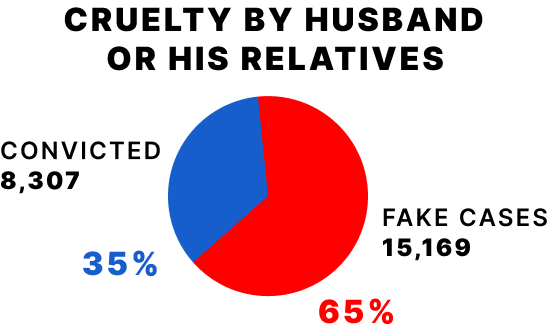 CRUELTY BY HUSBAND
OR HIS RELATIVES
CONVICTED
8,307
35%
FAKE CASES
15,169
65%